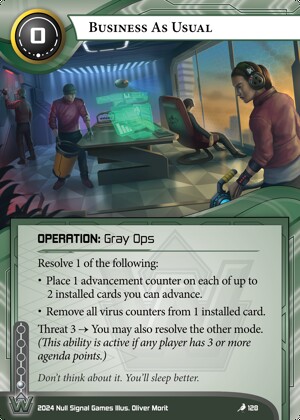 0
Business As Usual
OPERATION: Gray Ops
Resolve 1 of the following:
• Place 1 advancement counter on each of up to
2 installed cards you can advance.
• Remove all virus counters from 1 installed card.
Threat 3 → You may also resolve the other mode.
(This ability is active if any player has 3 or more
agenda points.)
Don't think about it. You'll sleep better.
2024 Null Signal Games Illus. Oliver Morit
120